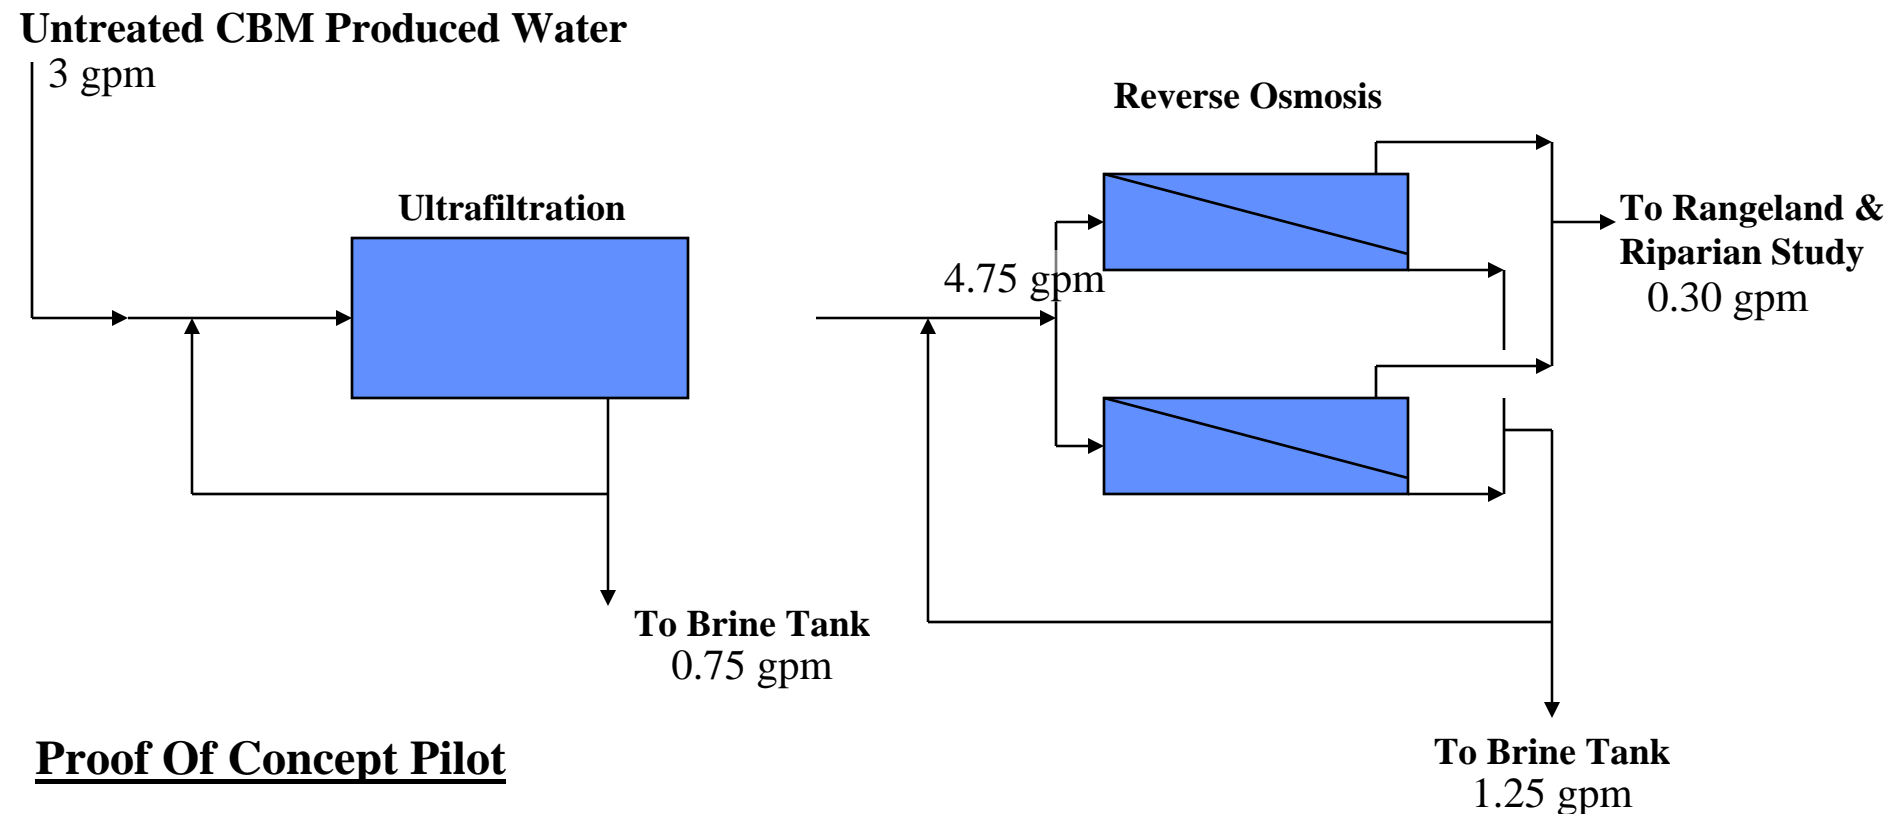 Untreated CBM Produced Water
3 gpm
Reverse Osmosis
Ultrafiltration
4.75 gpm
To Rangeland &
Riparian Study
0.30 gpm
To Brine Tank
0.75 gpm
Proof Of Concept Pilot
To Brine Tank
1.25 gpm